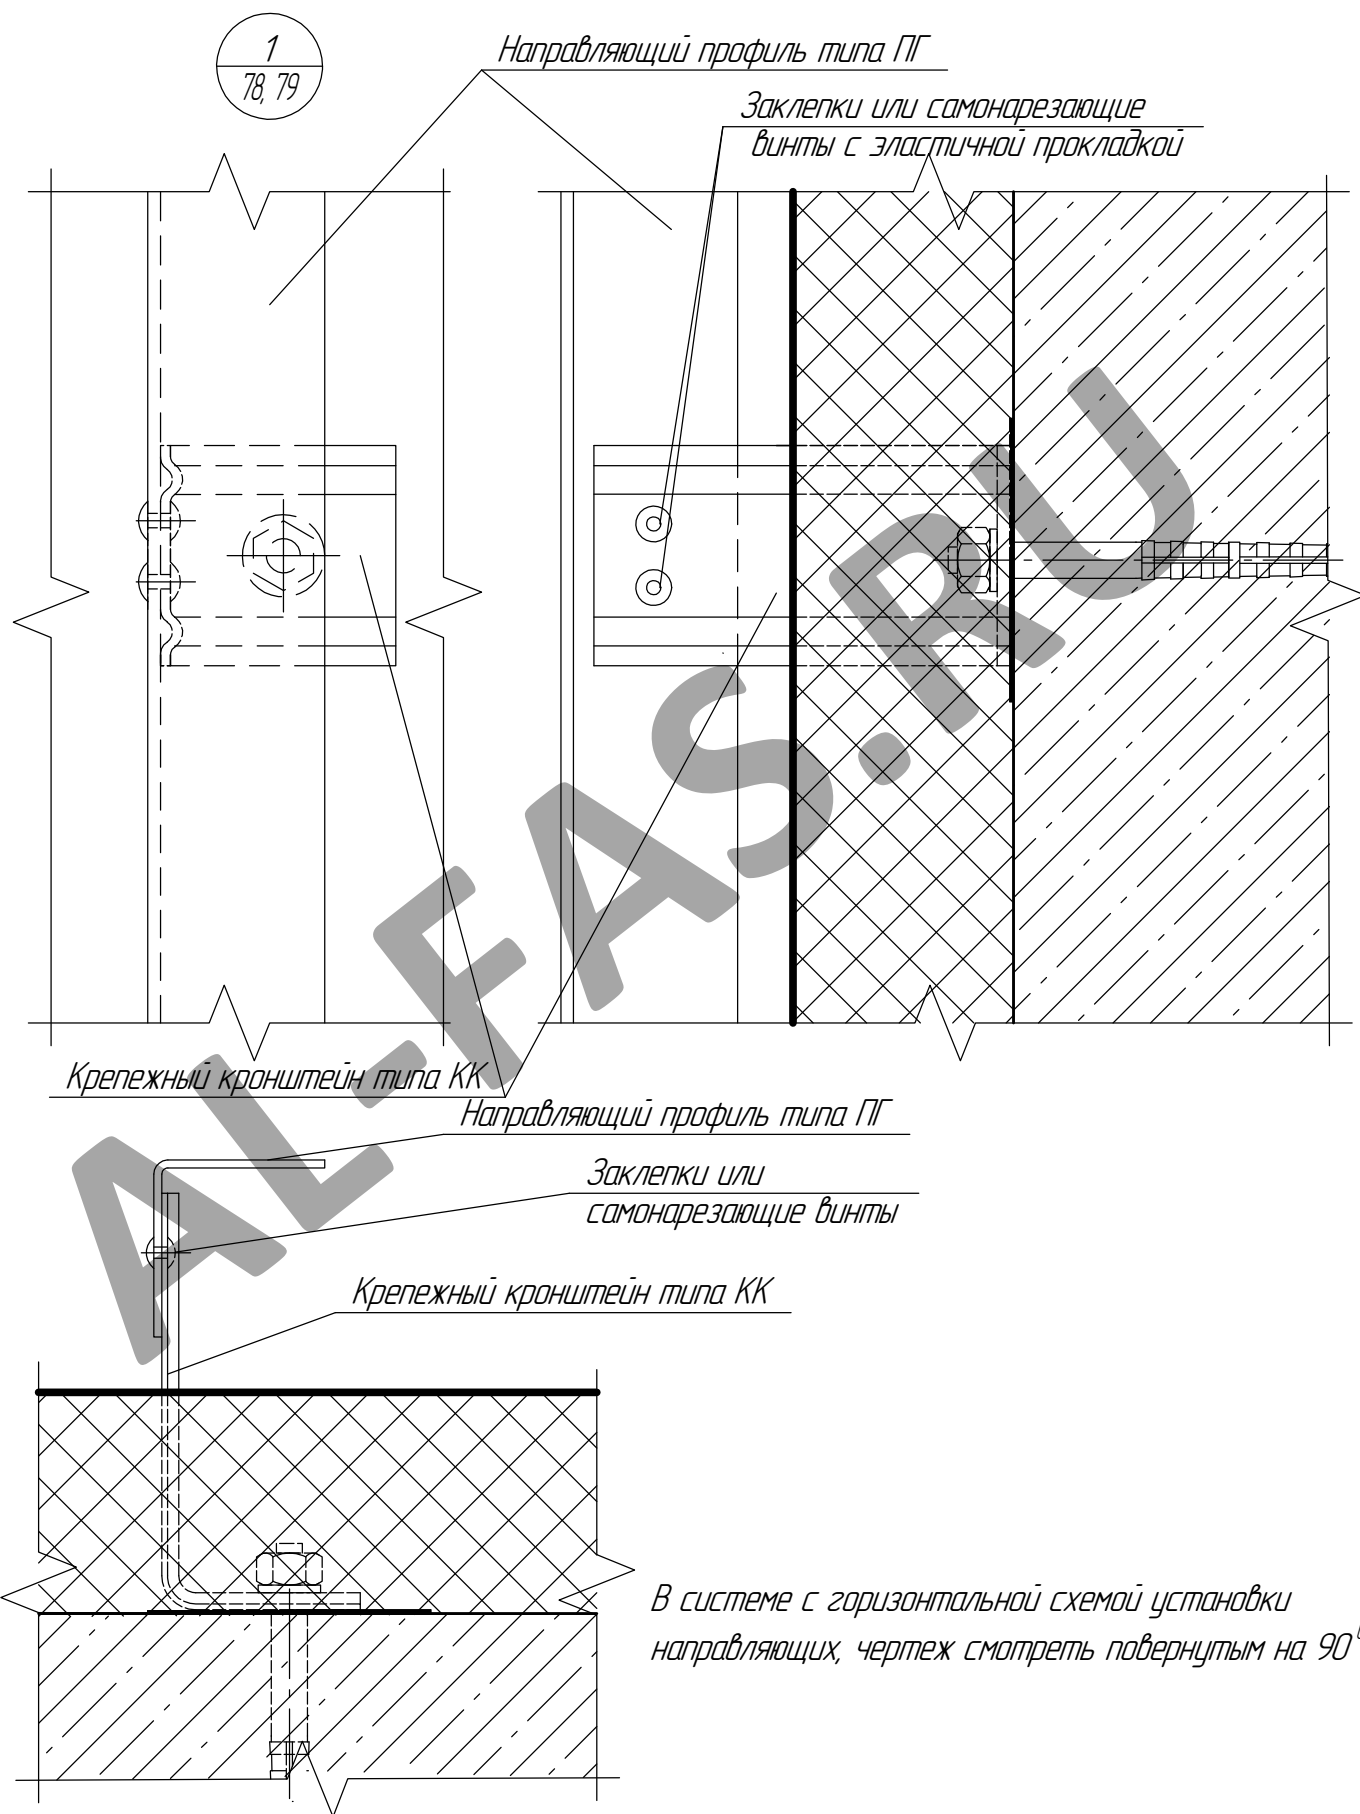 1
78, 79
Направляющий профиль типа ПГ
Заклепки или самонарезающие
винты с эластичной прокладкой
Крепежный кронштейн типа КК
Направляющий профиль типа ПГ
Заклепки или
самонарезающие винты
Крепежный кронштейн типа КК
В системе с горизонтальной схемой установки
направляющих, чертеж смотреть повернутым на 90°
AL-FAS.RU